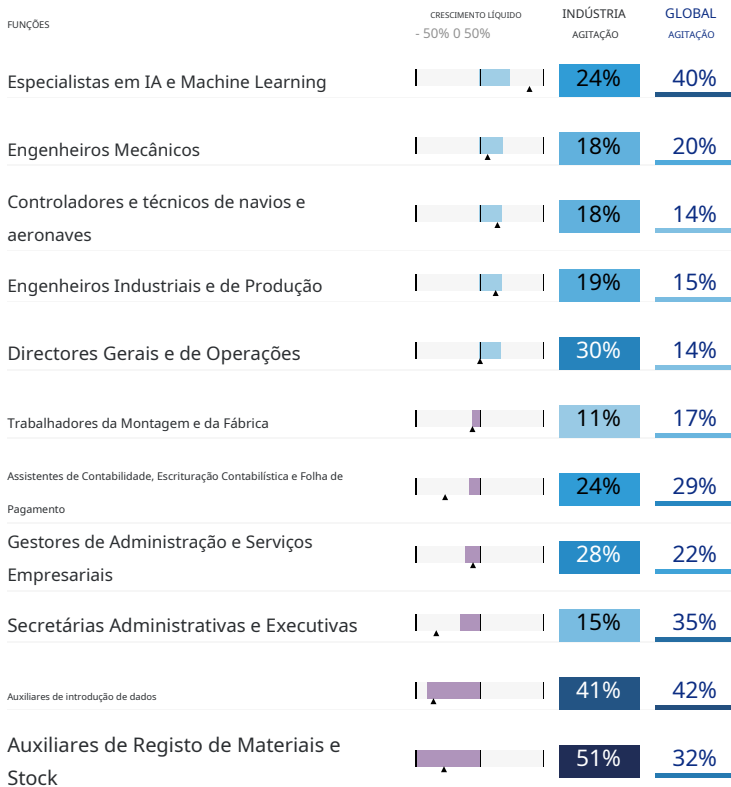 FUNÇÕES
CRESCIMENTO LÍQUIDO
- 50% 0 50%
INDÚSTRIA
AGITAÇÃO
GLOBAL
AGITAÇÃO
Especialistas em IA e Machine Learning
24%
40%
Engenheiros Mecânicos
18%
20%
Controladores e técnicos de navios e
aeronaves
18%
14%
Engenheiros Industriais e de Produção
19%
15%
Directores Gerais e de Operações
30%
14%
Trabalhadores da Montagem e da Fábrica
11%
17%
Assistentes de Contabilidade, Escrituração Contabilística e Folha de
Pagamento
24%
29%
Gestores de Administração e Serviços
Empresariais
28%
22%
Secretárias Administrativas e Executivas
15%
35%
Auxiliares de introdução de dados
41%
42%
Auxiliares de Registo de Materiais e
Stock
51%
32%